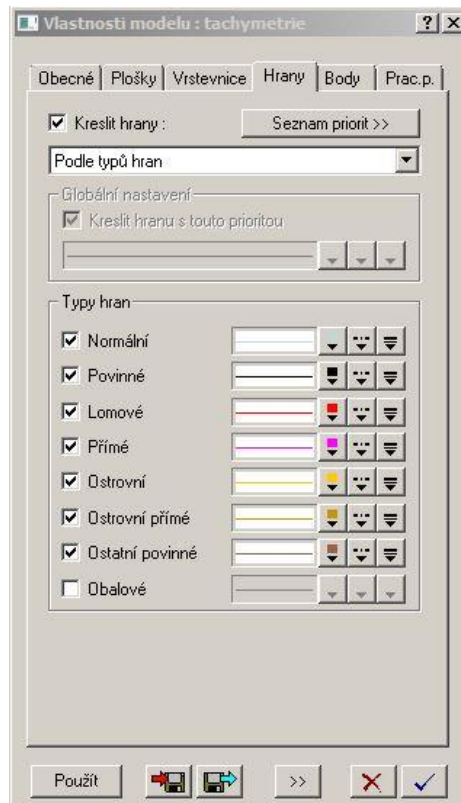 Vlastnosti modelu : tachymetrie
Obecné Plošky Vrstevnice Hrany Body Prac.p.
Kreslit hrany : Seznam priorit >>
Podle typů hran
Globální nastavení
Kreslit hranu s touto prioritou
Typy hran
Normální
Povinné
Lomové
Přímé
Ostrovní
Ostrovní přímé
Ostatní povinné
Obalové
Použít >>